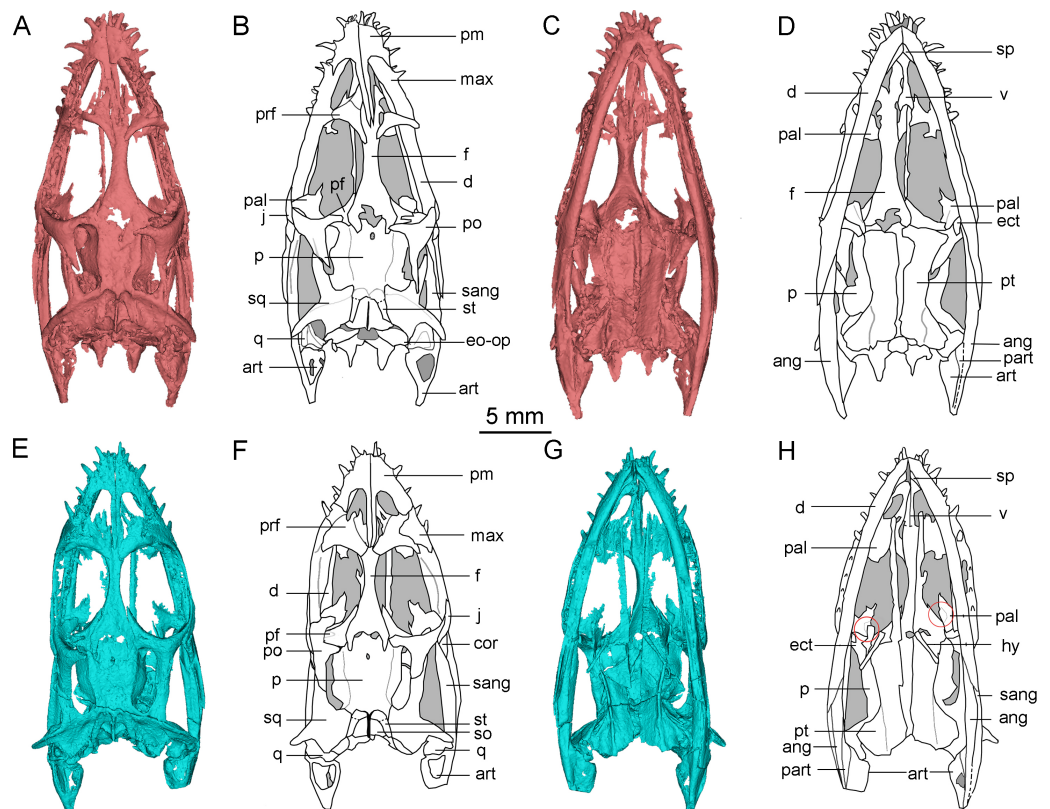 A
B
pm
max
prf
f
pf
d
pal
j
po
p
sang
sq
st
q
eo-op
art
art
C
D
sp
d
v
pal
f
pal
ect
pt
p
ang
ang
part
art
5 mm
E
F
pm
prf
max
f
d
j
pf
cor
po
p
sang
sq
st
so
q
q
art
G
H
sp
d
v
pal
pal
ect
hy
p
sang
pt
ang
ang
part
art